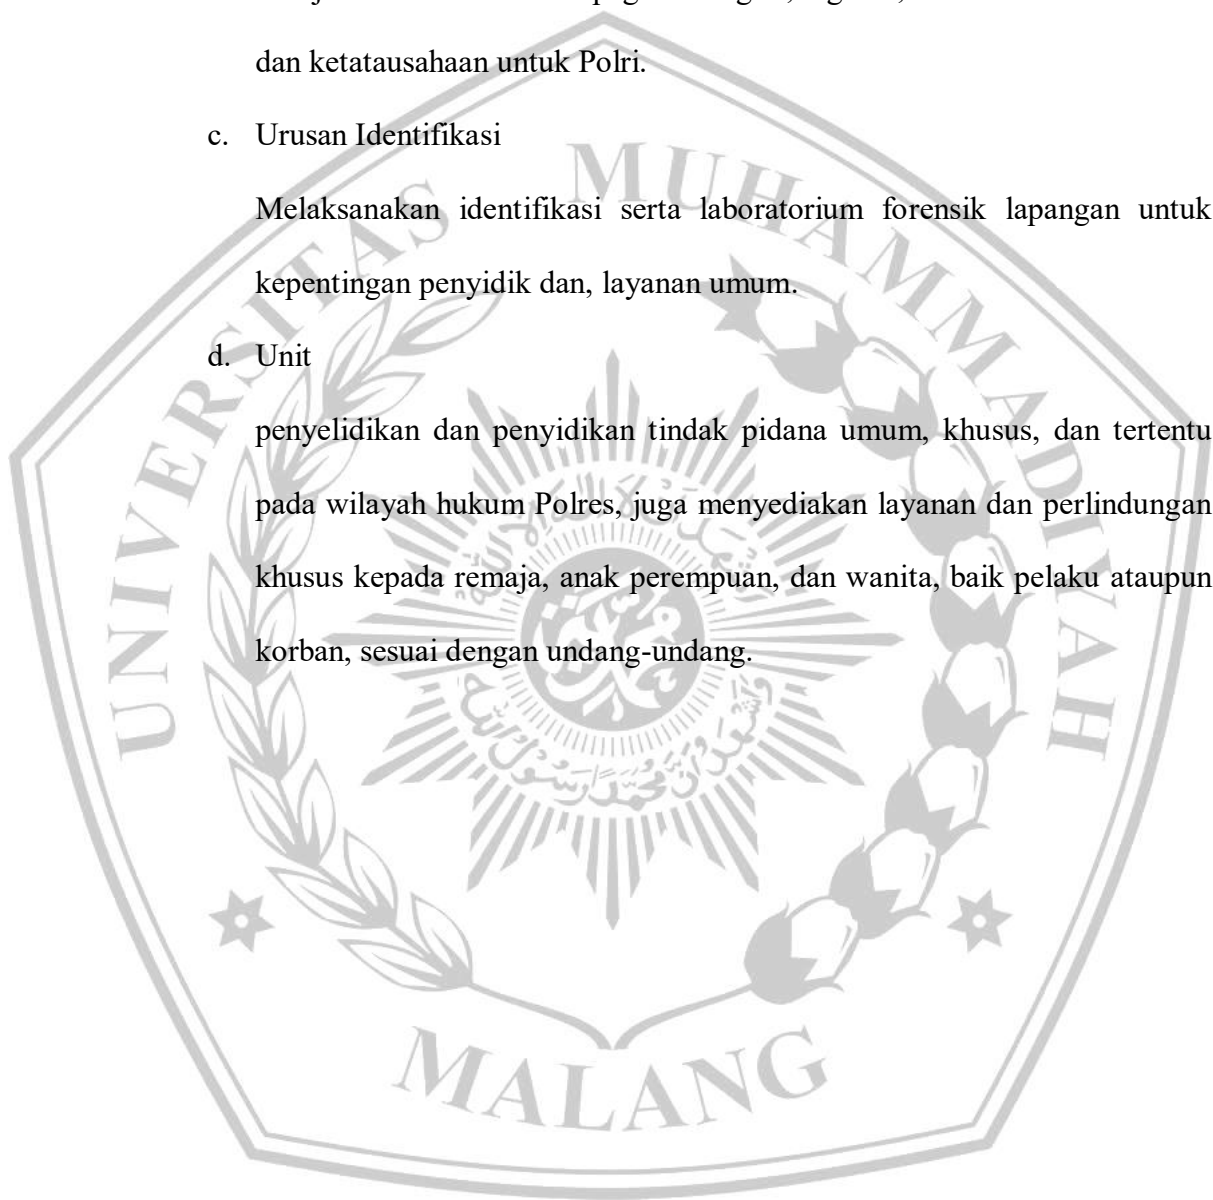 dan ketatausahaan untuk Polri.
c. Urusan Identifikasi
Melaksanakan identifikasi serta laboratorium forensik lapangan untuk
kepentingan penyidik dan, layanan umum.
d. Unit
penyelidikan dan penyidikan tindak pidana umum, khusus, dan tertentu
pada wilayah hukum Polres, juga menyediakan layanan dan perlindungan
khusus kepada remaja, anak perempuan, dan wanita, baik pelaku ataupun
korban, sesuai dengan undang-undang.
UNIVERSITAS MUHAMMADIYAH
MALANG